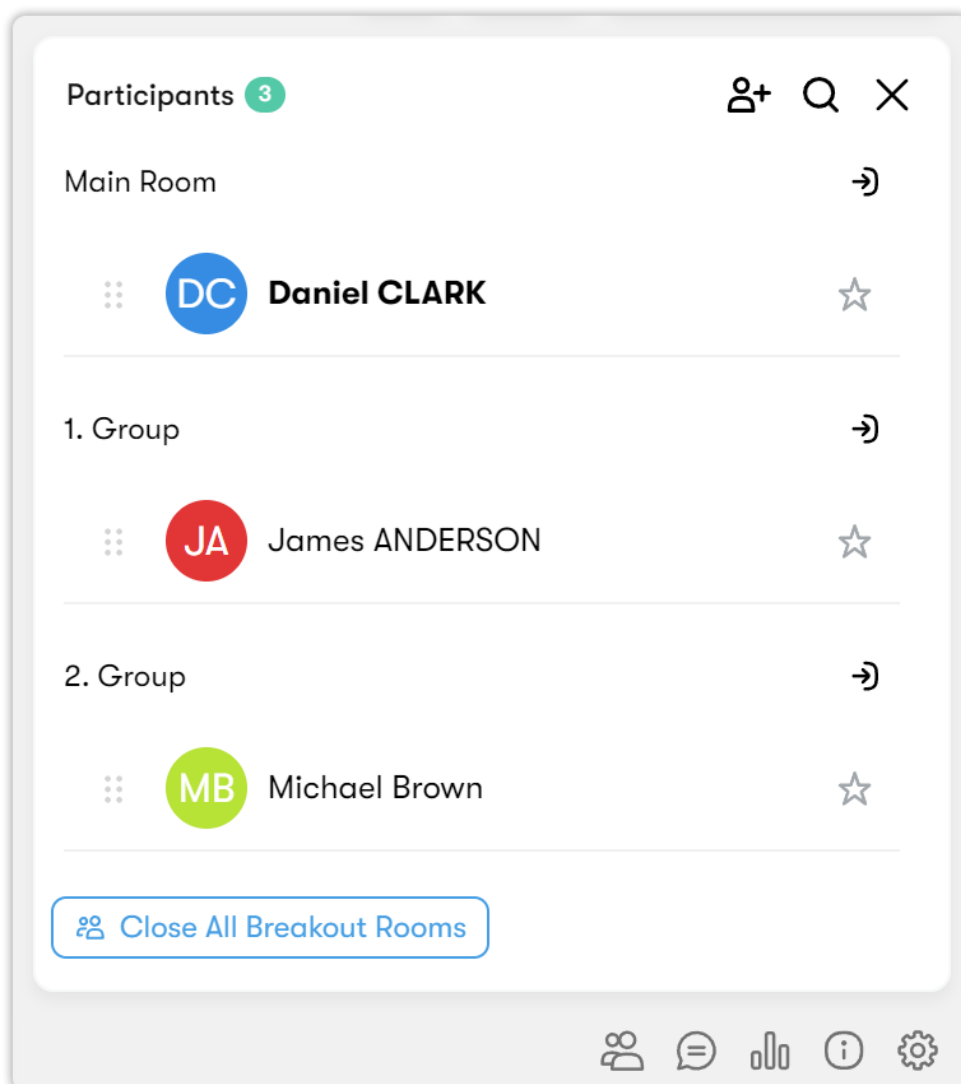 Participants 3
Main Room
DC Daniel CLARK
1. Group
JA James ANDERSON
2. Group
MB Michael Brown
Close All Breakout Rooms